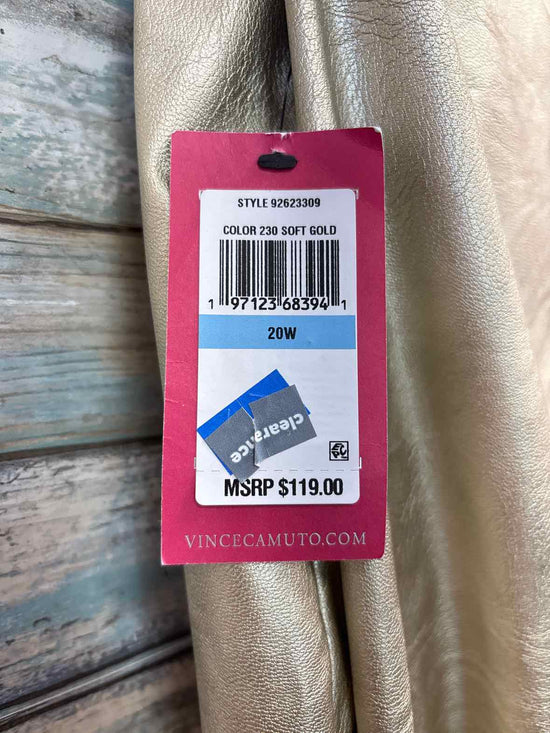 STYLE 92623309
COLOR 230 SOFT GOLD
1 97123 68394 1
20W
clearance
MSRP $119.00
VINCECAMUTO.COM